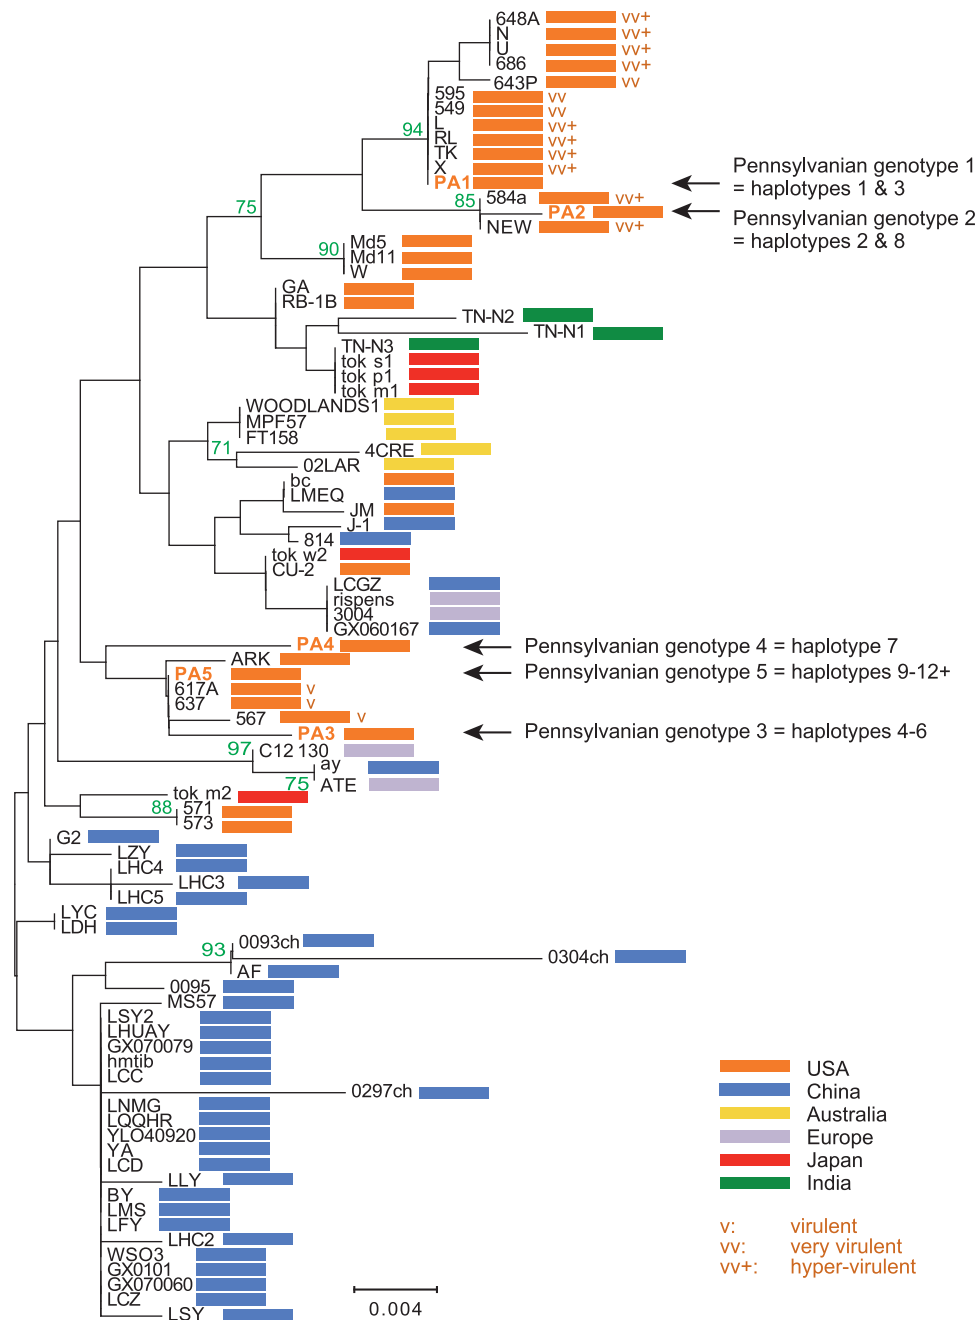 648A vv+
N vv+
U vv+
686 vv+
643P vv
595 vv
549 vv
L vv+
94
RL vv+
TK vv+
X vv+
PA1
Pennsylvanian genotype 1
= haplotypes 1 & 3
85
584a vv+
75
PA2
Pennsylvanian genotype 2
= haplotypes 2 & 8
NEW vv+
90
Md5
Md11
W
GA
RB-1B
TN-N2
TN-N1
TN-N3
tok s1
tok p1
tok m1
WOODLANDS1
MPF57
FT158
71
4CRE
02LAR
bc
LMEQ
JM
J-1
814
tok w2
CU-2
LCGZ
rispens
3004
GX060167
PA4
Pennsylvanian genotype 4 = haplotype 7
ARK
PA5
Pennsylvanian genotype 5 = haplotypes 9-12+
617A v
637 v
567 v
PA3
Pennsylvanian genotype 3 = haplotypes 4-6
97
C12 130
ay
75
ATE
tok m2
88
571
573
G2
LZY
LHC4
LHC3
LHC5
LYC
LDH
93
0093ch
0304ch
AF
0095
MS57
LSY2
LHUAY
GX070079
hmtib
LCC
0297ch
LNMG
LQQHR
YLO40920
YA
LCD
LLY
BY
LMS
LFY
LHC2
WSO3
GX0101
GX070060
LCZ
LSY
0.004
USA
China
Australia
Europe
Japan
India
v: virulent
vv: very virulent
vv+: hyper-virulent